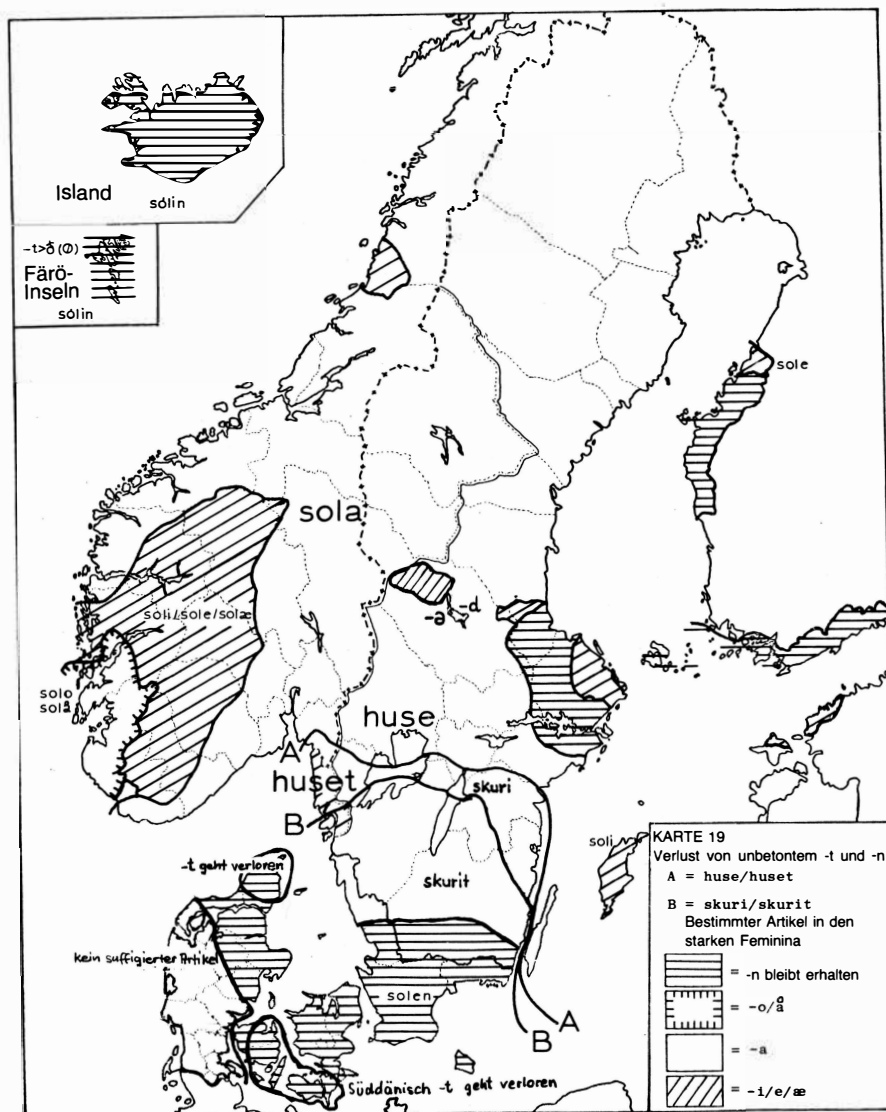 Island
sólin
-t>ð (∅)
Färö-
Inseln
sólin
sole
sola
soli/sole/solæ
-d
-ə
solo
solå
huse
A
huset
skuri
B
soli
-t geht verloren
skurit
kein suffigierter Artikel
solen
A
B
Süddänisch -t geht verloren
KARTE 19
Verlust von unbetontem -t und -n
A = huse/huset
B = skuri/skurit
Bestimmter Artikel in den
starken Feminina
= -n bleibt erhalten
= -o/å
= -a
= -i/e/æ